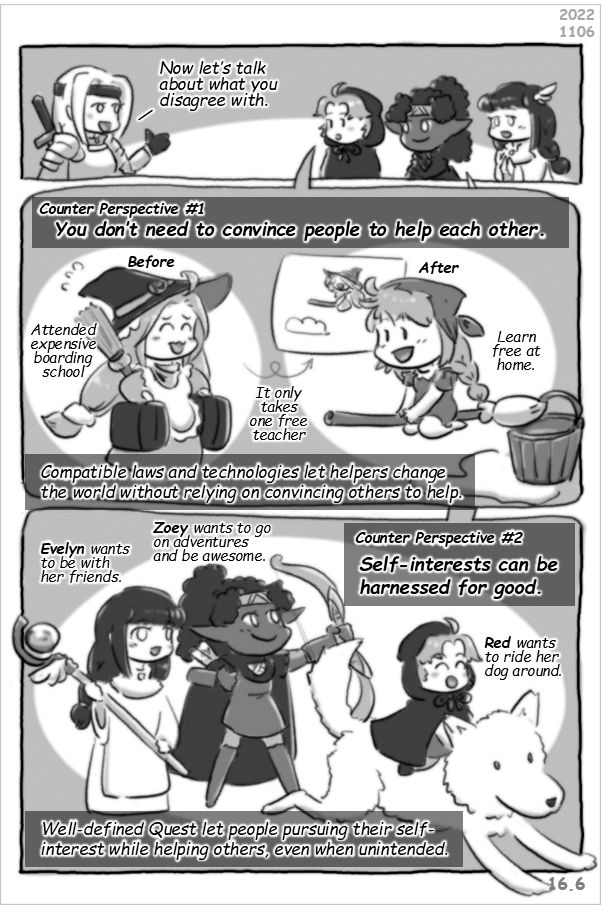 2022
1106
Now let's talk
about what you
disagree with.
Counter Perspective #1
You don't need to convince people to help each other.
Before
After
Attended
expensive
boarding
school
Learn
free at
home.
It only
takes
one free
teacher
Compatible laws and technologies let helpers change
the world without relying on convincing others to help.
Counter Perspective #2
Self-interests can be
harnessed for good.
Evelyn wants
to be with
her friends.
Zoey wants to go
on adventures
and be awesome.
Red wants
to ride her
dog around.
Well-defined Quest let people pursuing their self-
interest while helping others, even when unintended.
16.6